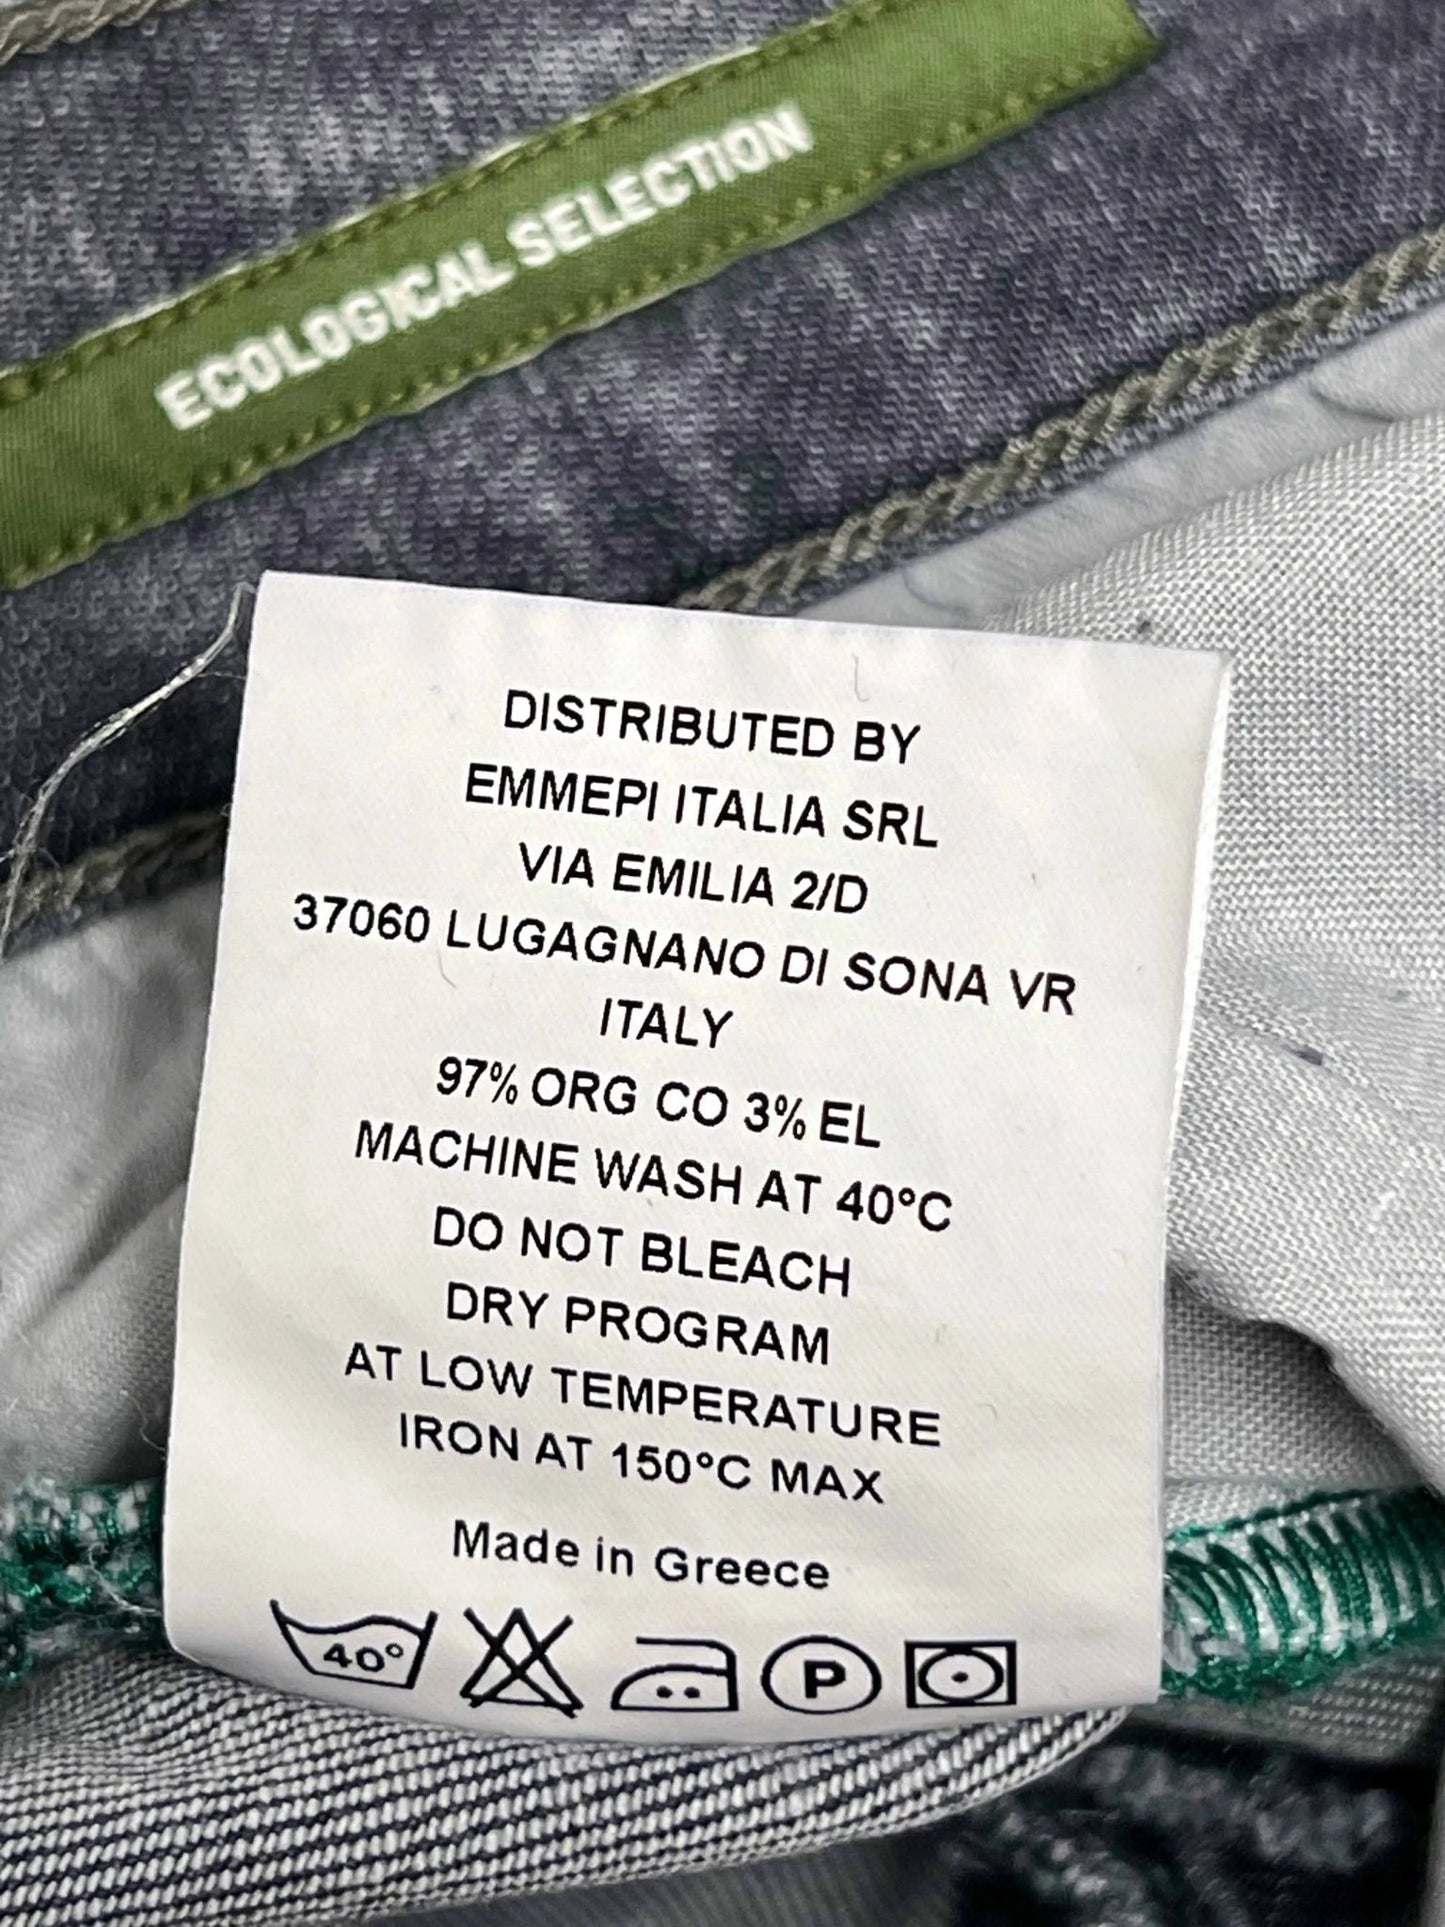 ECOLOGICAL SELECTION
DISTRIBUTED BY
EMMEPI ITALIA SRL
VIA EMILIA 2/D
37060 LUGAGNANO DI SONA VR
ITALY
97% ORG CO 3% EL
MACHINE WASH AT 40°C
DO NOT BLEACH
DRY PROGRAM
AT LOW TEMPERATURE
IRON AT 150°C MAX
Made in Greece
40° P